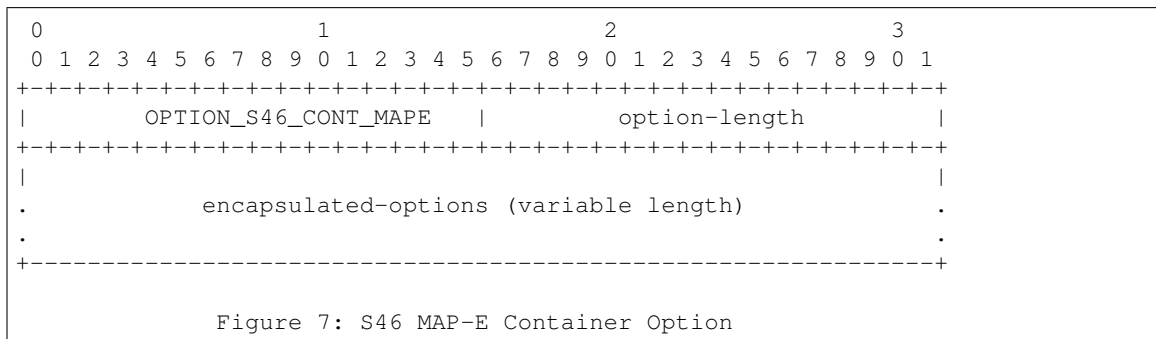 0                   1                   2                   3
 0 1 2 3 4 5 6 7 8 9 0 1 2 3 4 5 6 7 8 9 0 1 2 3 4 5 6 7 8 9 0 1
+-+-+-+-+-+-+-+-+-+-+-+-+-+-+-+-+-+-+-+-+-+-+-+-+-+-+-+-+-+-+-+-+
|        OPTION_S46_CONT_MAPE   |         option-length         |
+-+-+-+-+-+-+-+-+-+-+-+-+-+-+-+-+-+-+-+-+-+-+-+-+-+-+-+-+-+-+-+-+
|                                                               |
.            encapsulated-options (variable length)             .
.                                                               .
+---------------------------------------------------------------+
              Figure 7: S46 MAP-E Container Option